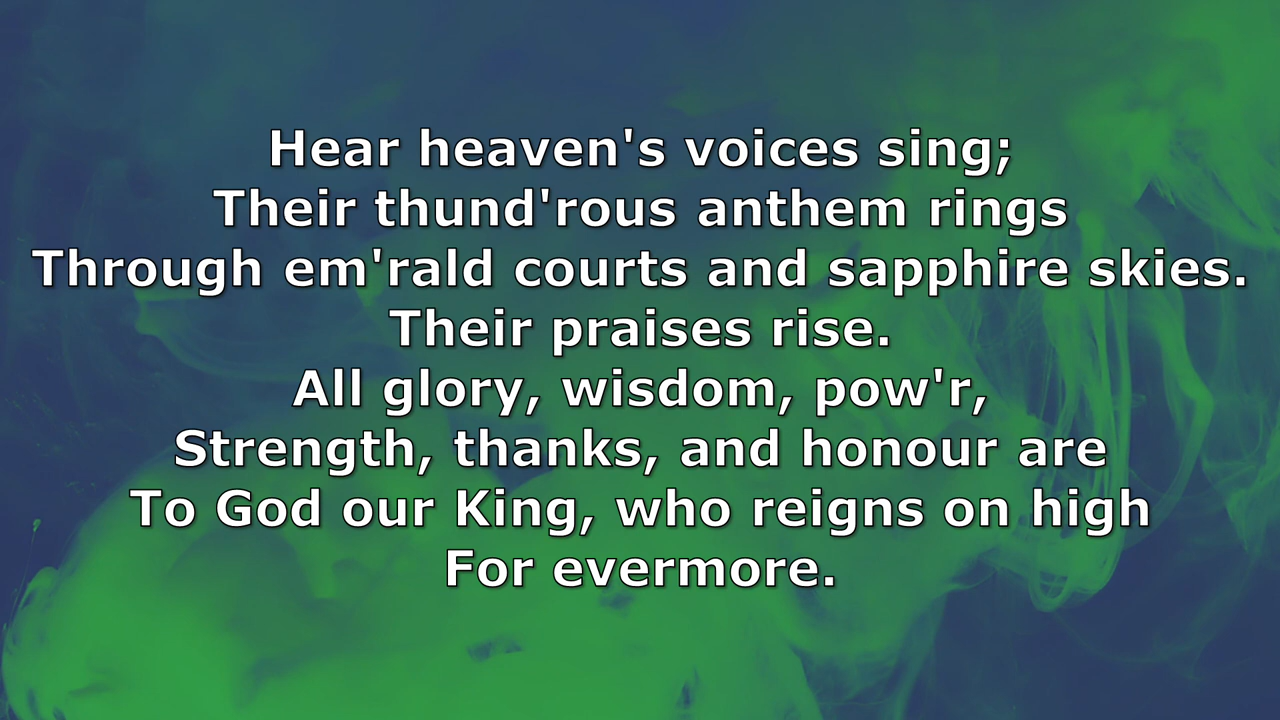 Hear heaven's voices sing;
Their thund'rous anthem rings
Through em'rald courts and sapphire skies.
Their praises rise.
All glory, wisdom, pow'r,
Strength, thanks, and honour are
To God our King, who reigns on high
For evermore.